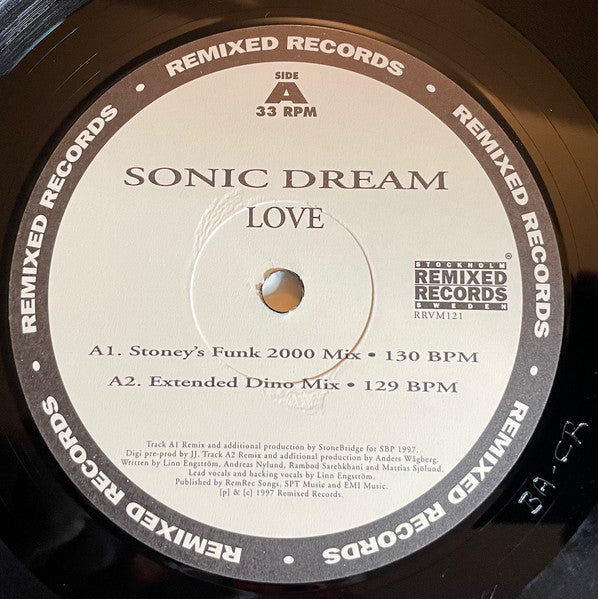 REMIXED RECORDS • REMIXED RECORDS • REMIXED RECORDS • REMIXED RECORDS • REMIXED RECORDS •
SIDE
A
33 RPM
SONIC DREAM
LOVE
STOCKHOLM
REMIXED
RECORDS
SWEDEN
RRVM121
A1. Stoney's Funk 2000 Mix • 130 BPM
A2. Extended Dino Mix • 129 BPM
Track A1 Remix and additional production by StoneBridge for SBP 1997.
Digi pre-prod by JJ. Track A2 Remix and additional production by Anders Wågberg.
Written by Linn Engström, Andreas Nylund, Rambod Sarehkhani and Mattias Sjölund.
Lead vocals and backing vocals by Linn Engström.
Published by RemRec Songs, SPT Music and EMI Music.
[p] & [c] 1997 Remixed Records.